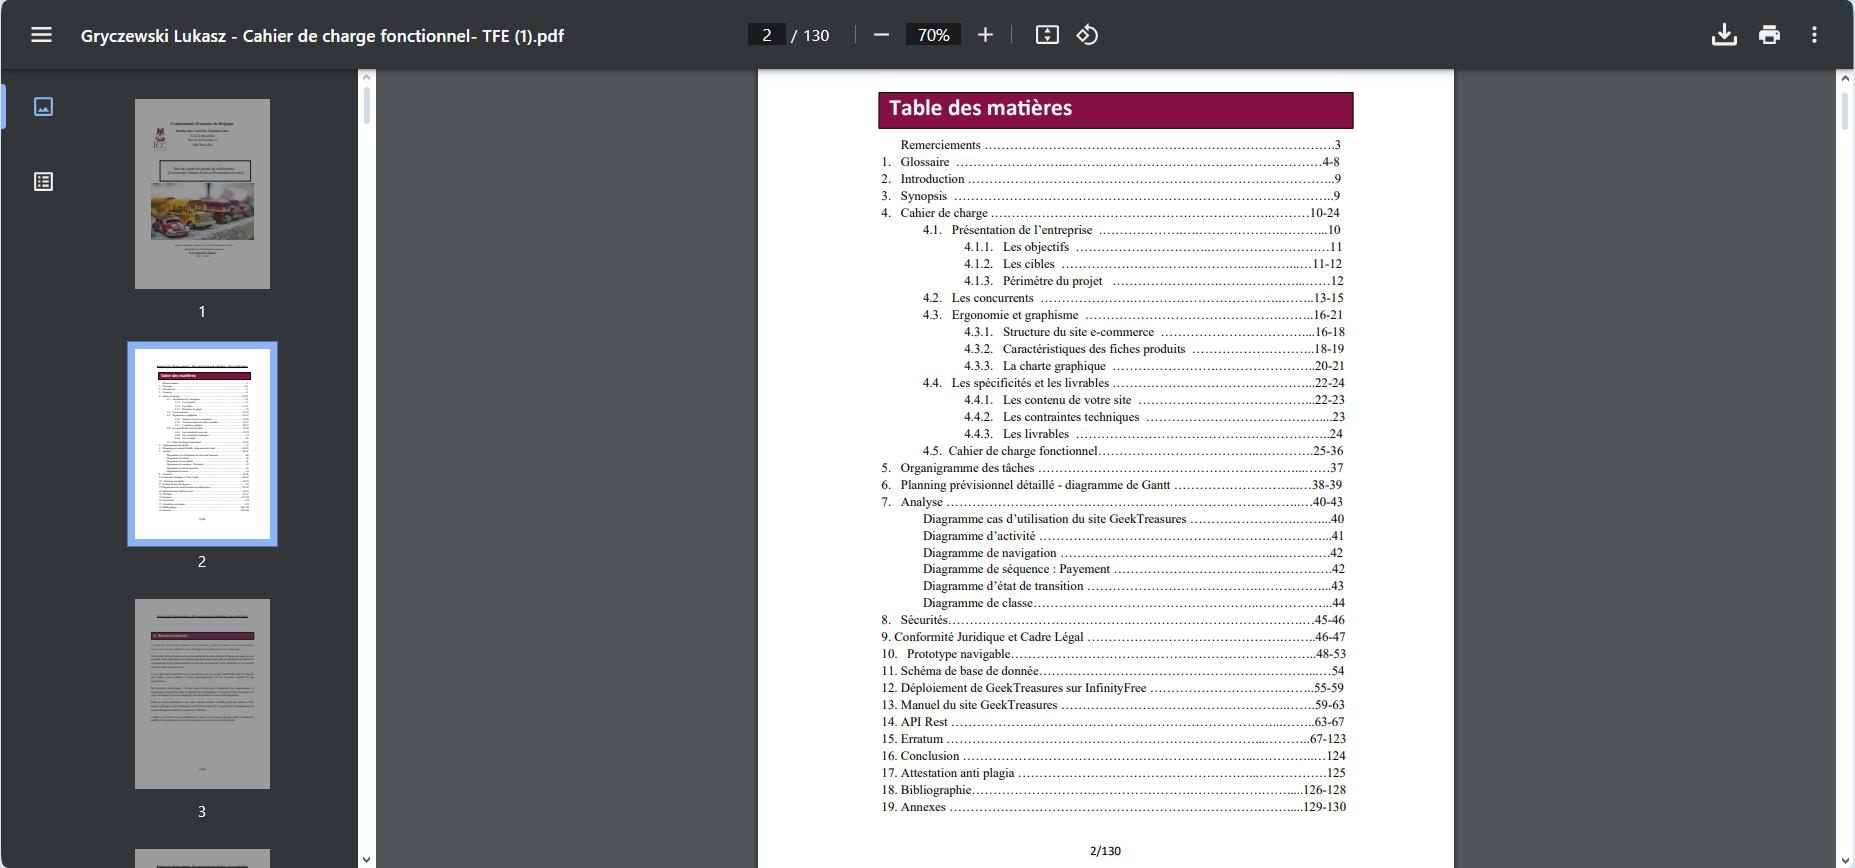 Gryczewski Lukasz - Cahier de charge fonctionnel- TFE (1).pdf
2 / 130
70%
Communauté Française de Belgique
ICC
1
Table des matières
2
3
Table des matières
Remerciements ........ 3
1. Glossaire ........ 4-8
2. Introduction ........ 9
3. Synopsis ........ 9
4. Cahier de charge ........ 10-24
4.1. Présentation de l'entreprise ........ 10
4.1.1. Les objectifs ........ 11
4.1.2. Les cibles ........ 11-12
4.1.3. Périmètre du projet ........ 12
4.2. Les concurrents ........ 13-15
4.3. Ergonomie et graphisme ........ 16-21
4.3.1. Structure du site e-commerce ........ 16-18
4.3.2. Caractéristiques des fiches produits ........ 18-19
4.3.3. La charte graphique ........ 20-21
4.4. Les spécificités et les livrables ........ 22-24
4.4.1. Les contenu de votre site ........ 22-23
4.4.2. Les contraintes techniques ........ 23
4.4.3. Les livrables ........ 24
4.5. Cahier de charge fonctionnel ........ 25-36
5. Organigramme des tâches ........ 37
6. Planning prévisionnel détaillé - diagramme de Gantt ........ 38-39
7. Analyse ........ 40-43
Diagramme cas d'utilisation du site GeekTreasures ........ 40
Diagramme d'activité ........ 41
Diagramme de navigation ........ 42
Diagramme de séquence : Payement ........ 42
Diagramme d'état de transition ........ 43
Diagramme de classe ........ 44
8. Sécurités ........ 45-46
9. Conformité Juridique et Cadre Légal ........ 46-47
10. Prototype navigable ........ 48-53
11. Schéma de base de donnée ........ 54
12. Déploiement de GeekTreasures sur InfinityFree ........ 55-59
13. Manuel du site GeekTreasures ........ 59-63
14. API Rest ........ 63-67
15. Erratum ........ 67-123
16. Conclusion ........ 124
17. Attestation anti plagia ........ 125
18. Bibliographie ........ 126-128
19. Annexes ........ 129-130
2/130